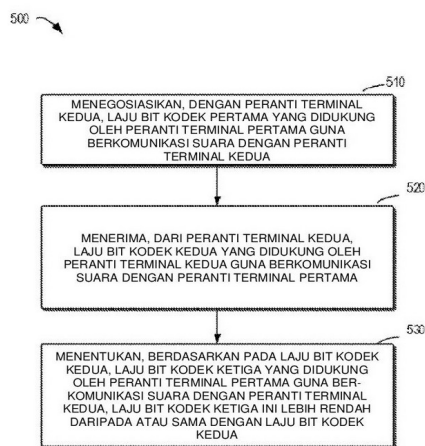 500
510
MENEGOSIASIKAN, DENGAN PERANTI TERMINAL
KEDUA, LAJU BIT KODEK PERTAMA YANG DIDUKUNG
OLEH PERANTI TERMINAL PERTAMA GUNA
BERKOMUNIKASI SUARA DENGAN PERANTI
TERMINAL KEDUA
520
MENERIMA, DARI PERANTI TERMINAL KEDUA,
LAJU BIT KODEK KEDUA YANG DIDUKUNG OLEH
PERANTI TERMINAL KEDUA GUNA BERKOMUNIKASI
SUARA DENGAN PERANTI TERMINAL PERTAMA
530
MENENTUKAN, BERDASARKAN PADA LAJU BIT KODEK
KEDUA, LAJU BIT KODEK KETIGA YANG DIDUKUNG
OLEH PERANTI TERMINAL PERTAMA GUNA BER-
KOMUNIKASI SUARA DENGAN PERANTI TERMINAL
KEDUA, LAJU BIT KODEK KETIGA INI LEBIH RENDAH
DARIPADA ATAU SAMA DENGAN LAJU BIT KODEK
KEDUA